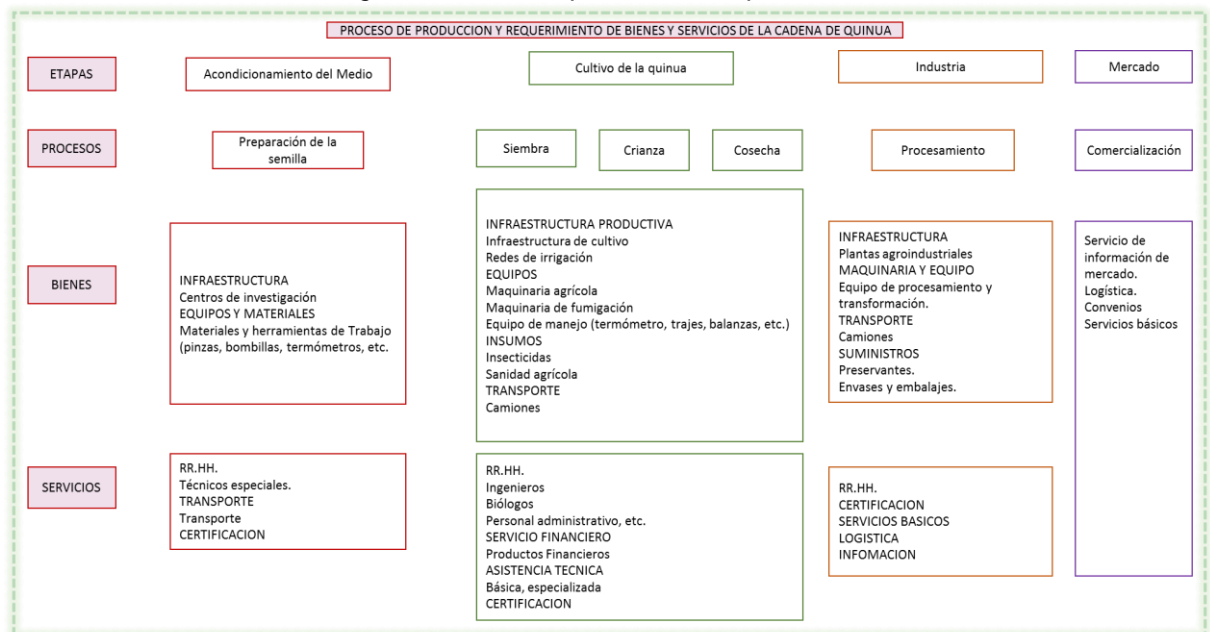 PROCESO DE PRODUCCION Y REQUERIMIENTO DE BIENES Y SERVICIOS DE LA CADENA DE QUINUA
ETAPAS
Acondicionamiento del Medio
Cultivo de la quinua
Industria
Mercado
PROCESOS
Preparación de la
semilla
Siembra
Crianza
Cosecha
Procesamiento
Comercialización
BIENES
INFRAESTRUCTURA
Centros de investigación
EQUIPOS Y MATERIALES
Materiales y herramientas de Trabajo
(pinzas, bombillas, termómetros, etc.
INFRAESTRUCTURA PRODUCTIVA
Infraestructura de cultivo
Redes de irrigación
EQUIPOS
Maquinaria agrícola
Maquinaria de fumigación
Equipo de manejo (termómetro, trajes, balanzas, etc.)
INSUMOS
Insecticidas
Sanidad agrícola
TRANSPORTE
Camiones
INFRAESTRUCTURA
Plantas agroindustriales
MAQUINARIA Y EQUIPO
Equipo de procesamiento y
transformación.
TRANSPORTE
Camiones
SUMINISTROS
Preservantes.
Envases y embalajes.
Servicio de
información de
mercado.
Logística.
Convenios
Servicios básicos
SERVICIOS
RR.HH.
Técnicos especiales.
TRANSPORTE
Transporte
CERTIFICACION
RR.HH.
Ingenieros
Biólogos
Personal administrativo, etc.
SERVICIO FINANCIERO
Productos Financieros
ASISTENCIA TECNICA
Básica, especializada
CERTIFICACION
RR.HH.
CERTIFICACION
SERVICIOS BASICOS
LOGISTICA
INFOMACION